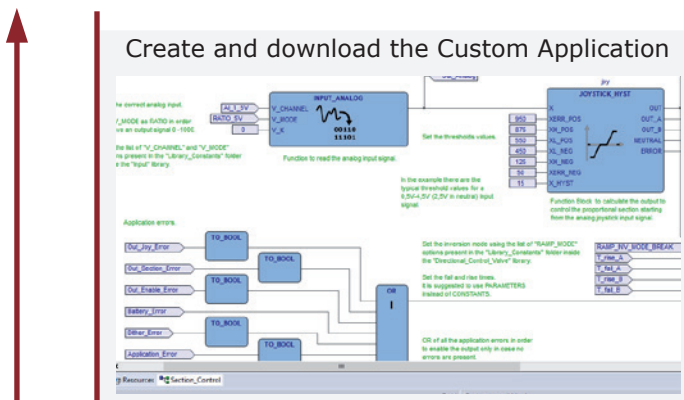 Create and download the Custom Application
INPUT_ANALOG
JOYSTICK_HYST
AI_1_5V
V_CHANNEL
RATIO_5V
V_MODE
0
V_K
00110
11101
he correct analog input.
V_MODE as RATIO in order
ve an output signal 0 -1000.
the list of "V_CHANNEL" and "V_MODE"
ns present in the "Library_Constants" folder
e the "Input" library.
Function to read the analog input signal.
Set the thresholds values.
X
OUT
950
XERR_POS
OUT_A
875
XH_POS
OUT_B
550
XL_POS
NEUTRAL
450
XL_NEG
ERROR
125
XH_NEG
50
XERR_NEG
15
X_HYST
In the example there are the
typical threshold values for a
0,5V-4,5V (2,5V in neutral) input
signal.
Function Block to calculate the output to
control the proportional section starting
from the analog joystick input signal.
Application errors.
Out_Joy_Error
TO_BOOL
Out_Section_Error
TO_BOOL
Out_Enable_Error
TO_BOOL
Battery_Error
Dither_Error
TO_BOOL
Application_Error
TO_BOOL
OR
Set the inversion mode using the list of "RAMP_MODE"
options present in the "Library_Constants" folder inside
the "Directional_Control_Valve" library.
Set the fall and rise times.
It is suggested to use PARAMETERS
instead of CONSTANTS.
RAMP_NV_MODE_BREAK
T_rise_A
T_fall_A
T_rise_B
T_fall_B
OR of all the application errors in order
to enable the output only in case no
errors are present.
Resources
Section_Control